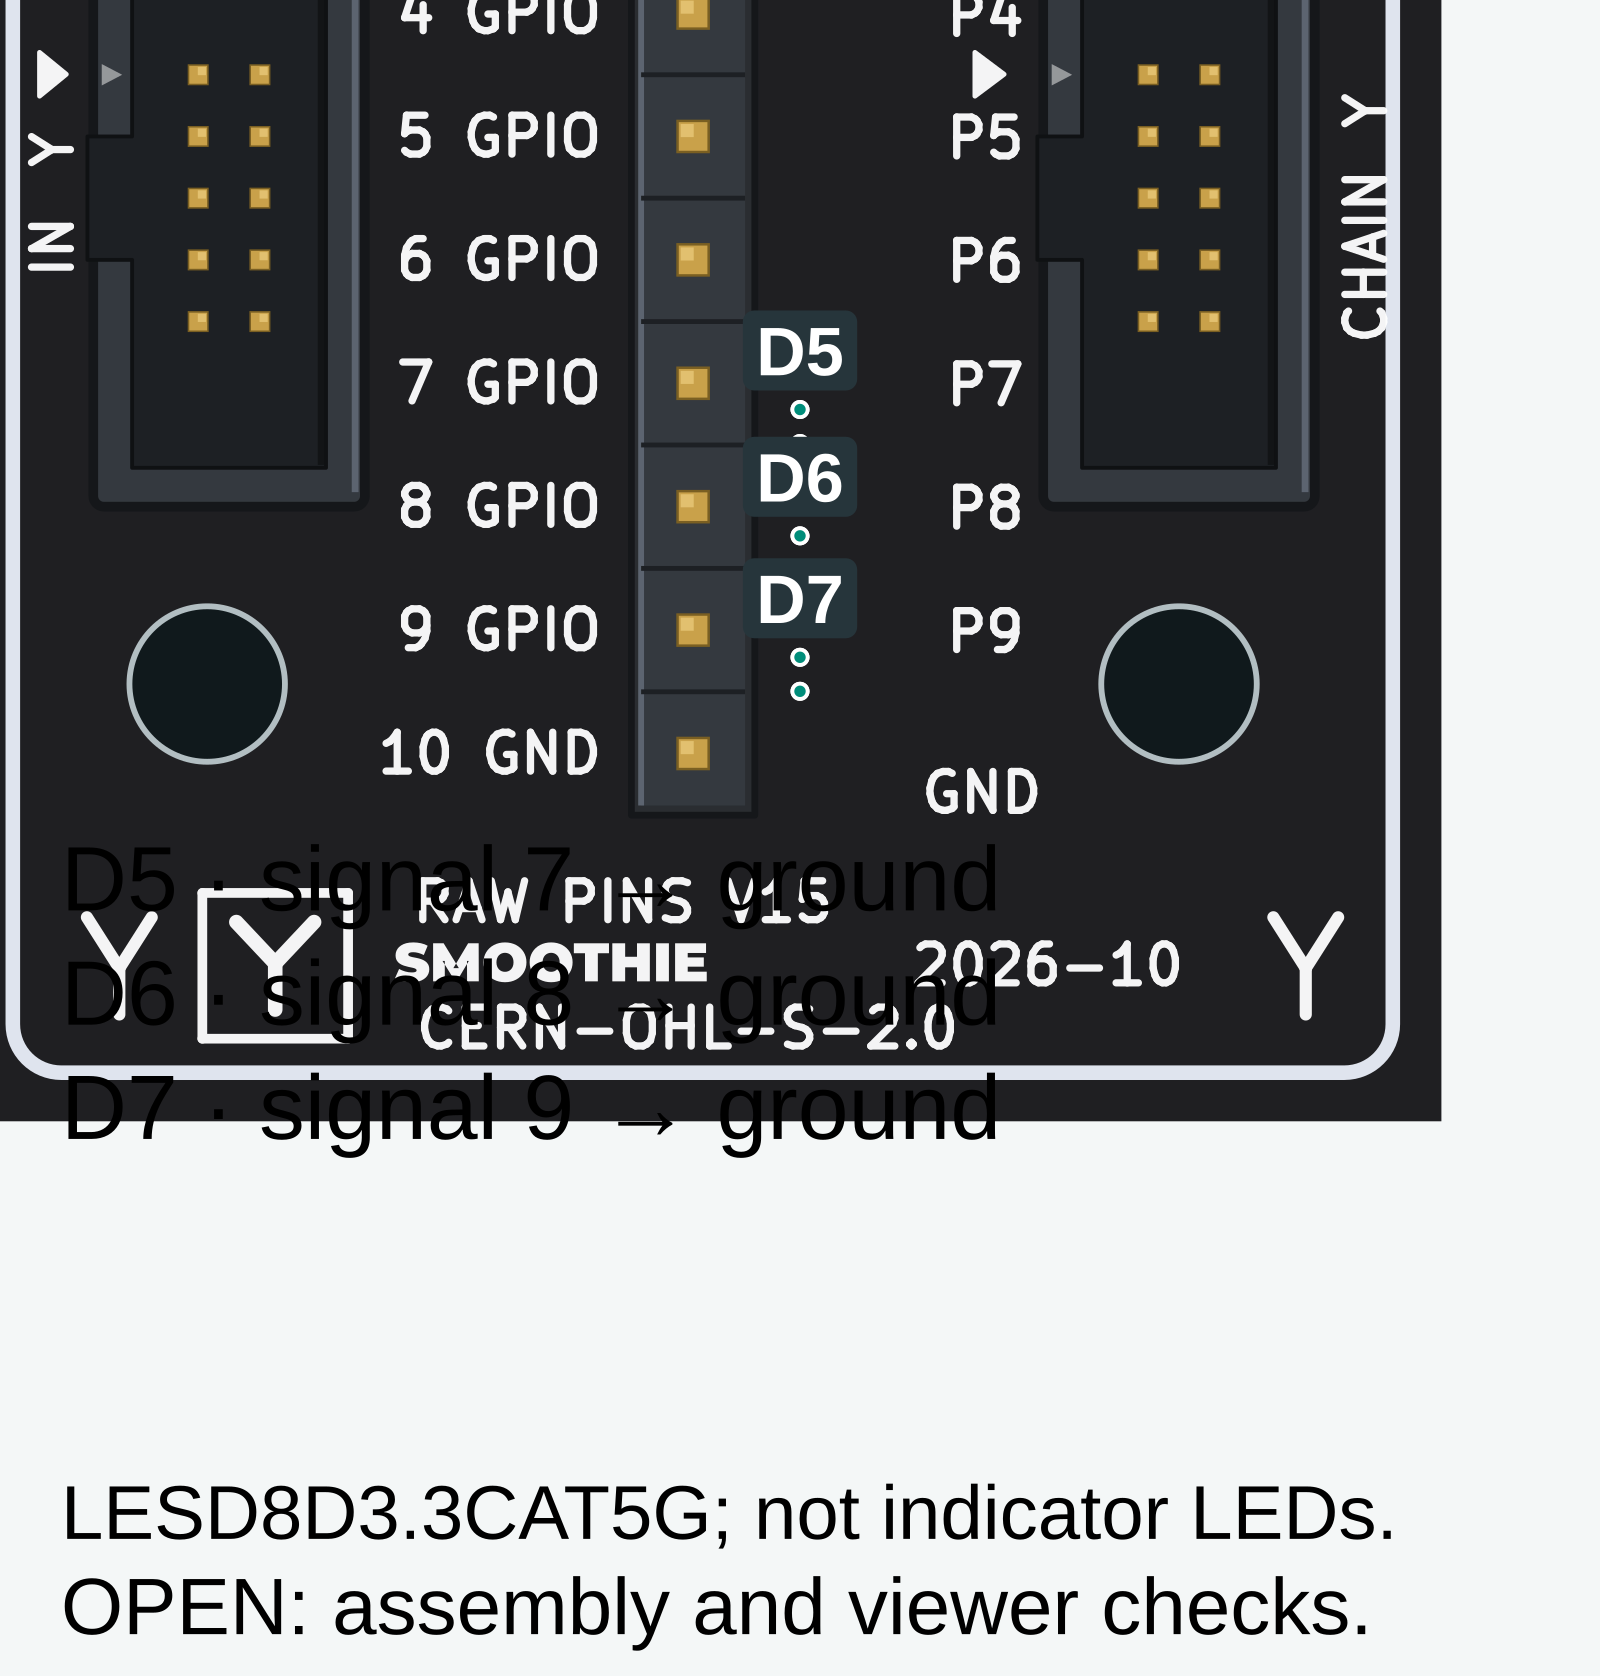 4 GPIO
P4
5 GPIO
P5
IN Y
CHAIN Y
6 GPIO
P6
D5
7 GPIO
P7
D6
8 GPIO
P8
D7
9 GPIO
P9
10 GND
GND
D5 · signal 7 → ground
RAW PINS V15
Y
Y
SMOOTHIE
2026-10
Y
D6 · signal 8 → ground
CERN-OHL-S-2.0
D7 · signal 9 → ground
LESD8D3.3CAT5G; not indicator LEDs.
OPEN: assembly and viewer checks.